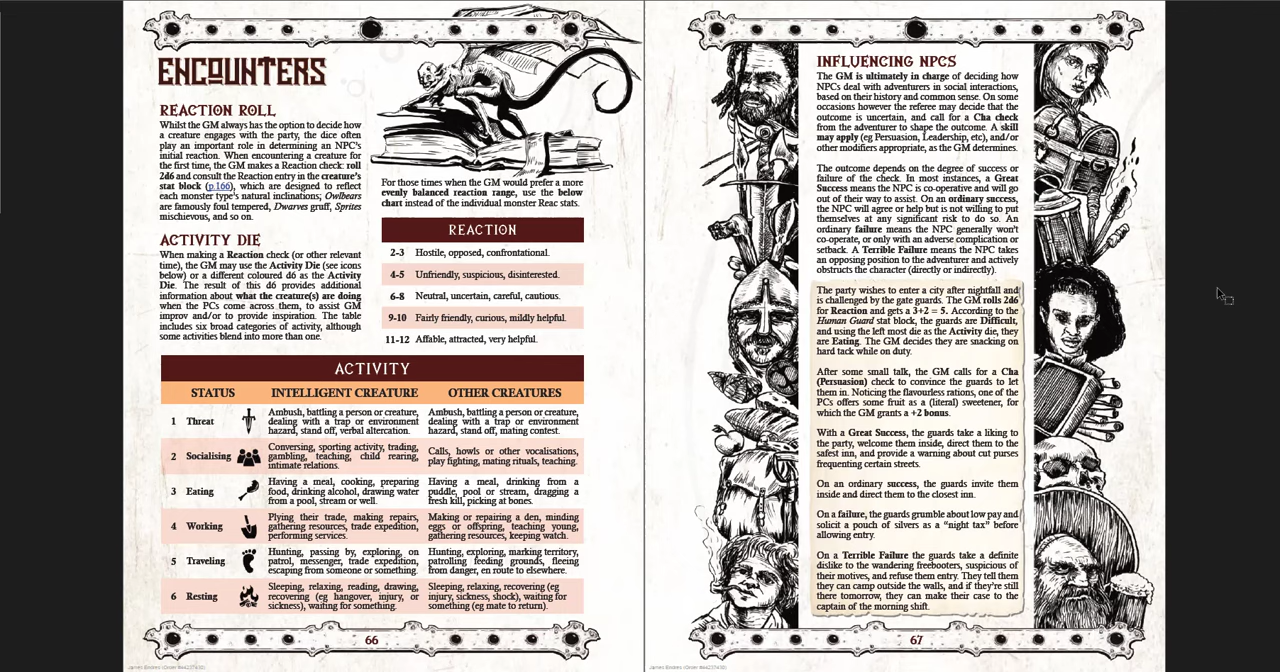 ENCOUNTERS
REACTION ROLL
Whilst the GM always has the option to decide how
a creature engages with the party, the dice often
play an important role in determining an NPC's
initial reaction. When encountering a creature for
the first time, the GM makes a Reaction check: roll
2d6 and consult the Reaction entry in the creature's
stat block (p.166), which are designed to reflect
each monster type's natural inclinations; Owlbears
are famously foul tempered, Dwarves gruff, Sprites
mischievous, and so on.
ACTIVITY DIE
When making a Reaction check (or other relevant
time), the GM may use the Activity Die (see icons
below) or a different coloured d6 as the Activity
Die. The result of this d6 provides additional
information about what the creature(s) are doing
when the PCs come across them, to assist GM
improv and/or to provide inspiration. The table
includes six broad categories of activity, although
some activities blend into more than one.
For those times when the GM would prefer a more
evenly balanced reaction range, use the below
chart instead of the individual monster Reac stats.
REACTION
2-3 Hostile, opposed, confrontational.
4-5 Unfriendly, suspicious, disinterested.
6-8 Neutral, uncertain, careful, cautious.
9-10 Fairly friendly, curious, mildly helpful.
11-12 Affable, attracted, very helpful.
ACTIVITY
STATUS INTELLIGENT CREATURE OTHER CREATURES
1 Threat
Ambush, battling a person or creature,
dealing with a trap or environment
hazard, stand off, verbal altercation.
Ambush, battling a person or creature,
dealing with a trap or environment
hazard, stand off, mating contest.
2 Socialising
Conversing, sporting activity, trading,
gambling, teaching, child rearing,
intimate relations.
Calls, howls or other vocalisations,
play fighting, mating rituals, teaching.
3 Eating
Having a meal, cooking, preparing
food, drinking alcohol, drawing water
from a pool, stream or well.
Having a meal, drinking from a
puddle, pool or stream, dragging a
fresh kill, picking at bones.
4 Working
Plying their trade, making repairs,
gathering resources, trade expedition,
performing services.
Making or repairing a den, minding
eggs or offspring, teaching young,
gathering resources, keeping watch.
5 Traveling
Hunting, passing by, exploring, on
patrol, messenger, trade expedition,
escaping from someone or something.
Hunting, exploring, marking territory,
patrolling feeding grounds, fleeing
from danger, en route to elsewhere.
6 Resting
Sleeping, relaxing, reading, drawing,
recovering (eg hangover, injury, or
sickness), waiting for something.
Sleeping, relaxing, recovering (eg
injury, sickness, shock), waiting for
something (eg mate to return).
66
INFLUENCING NPCS
The GM is ultimately in charge of deciding how
NPCs deal with adventurers in social interactions,
based on their history and common sense. On some
occasions however the referee may decide that the
outcome is uncertain, and call for a Cha check
from the adventurer to shape the outcome. A skill
may apply (eg Persuasion, Leadership, etc), and/or
other modifiers appropriate, as the GM determines.
The outcome depends on the degree of success or
failure of the check. In most instances, a Great
Success means the NPC is co-operative and will go
out of their way to assist. On an ordinary success,
the NPC will agree or help but is not willing to put
themselves at any significant risk to do so. An
ordinary failure means the NPC generally won't
co-operate, or only with an adverse complication or
setback. A Terrible Failure means the NPC takes
an opposing position to the adventurer and actively
obstructs the character (directly or indirectly).
The party wishes to enter a city after nightfall and
is challenged by the gate guards. The GM rolls 2d6
for Reaction and gets a 3+2 = 5. According to the
Human Guard stat block, the guards are Difficult,
and using the left most die as the Activity die, they
are Eating. The GM decides they are snacking on
hard tack while on duty.
After some small talk, the GM calls for a Cha
(Persuasion) check to convince the guards to let
them in. Noticing the flavourless rations, one of the
PCs offers some fruit as a (literal) sweetener, for
which the GM grants a +2 bonus.
With a Great Success, the guards take a liking to
the party, welcome them inside, direct them to the
safest inn, and provide a warning about cut purses
frequenting certain streets.
On an ordinary success, the guards invite them
inside and direct them to the closest inn.
On a failure, the guards grumble about low pay and
solicit a pouch of silvers as a “night tax” before
allowing entry.
On a Terrible Failure the guards take a definite
dislike to the wandering freebooters, suspicious of
their motives, and refuse them entry. They tell them
they can camp outside the walls, and if they're still
there tomorrow, they can make their case to the
captain of the morning shift.
67